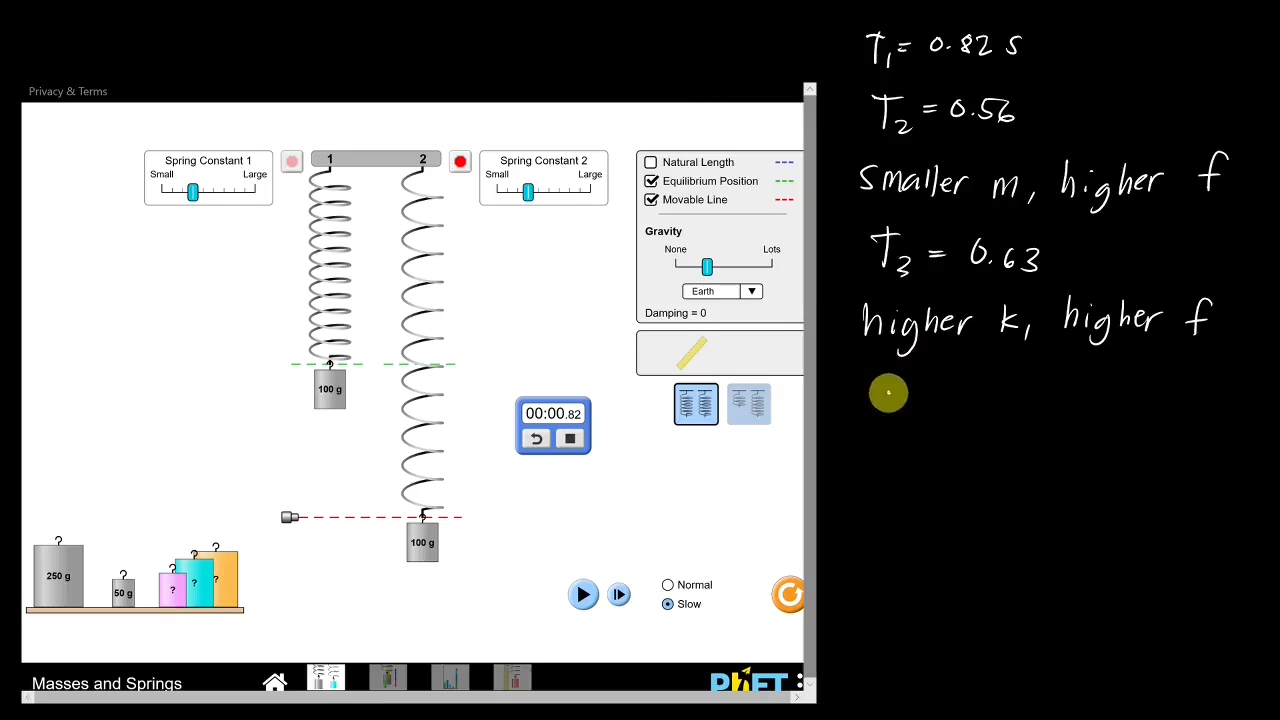 Privacy & Terms
Spring Constant 1
Small Large
1 2
Spring Constant 2
Small Large
Natural Length
Equilibrium Position
Movable Line
Gravity
None Lots
Earth
Damping = 0
100 g
00:00.82
100 g
250 g
50 g
?
?
?
Normal
Slow
Masses and Springs
PhET
T₁ = 0.82 s
T₂ = 0.56
smaller m, higher f
T₃ = 0.63
higher k, higher f